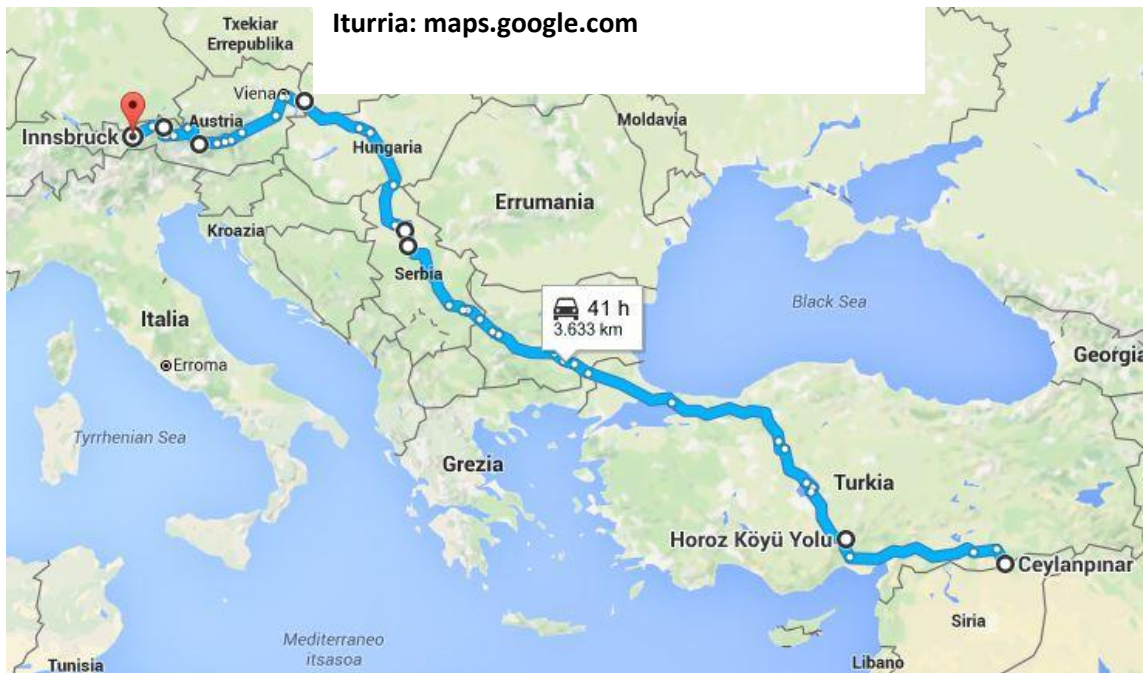 Iturria: maps.google.com
Txekiar
Errepublika
Viena
Innsbruck
Austria
Hungaria
Moldavia
Errumania
Kroazia
Serbia
41 h
3.633 km
Black Sea
Italia
Georgia
Erroma
Tyrrhenian Sea
Grezia
Turkia
Horoz Köyü Yolu
Ceylanpınar
Siria
Mediterraneo
itsasoa
Tunisia
Libano